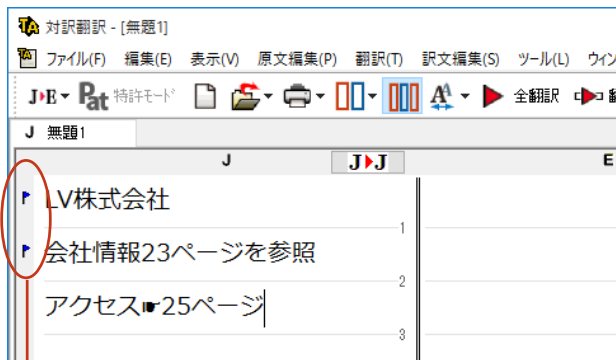 対訳翻訳 - [無題1]
ファイル(F) 編集(E) 表示(V) 原文編集(P) 翻訳(T) 訳文編集(S) ツール(L)
J▶E Pat 特許モード 全翻訳
J 無題1
J J▶J E
LV株式会社
1
会社情報23ページを参照
2
アクセス☛25ページ
3